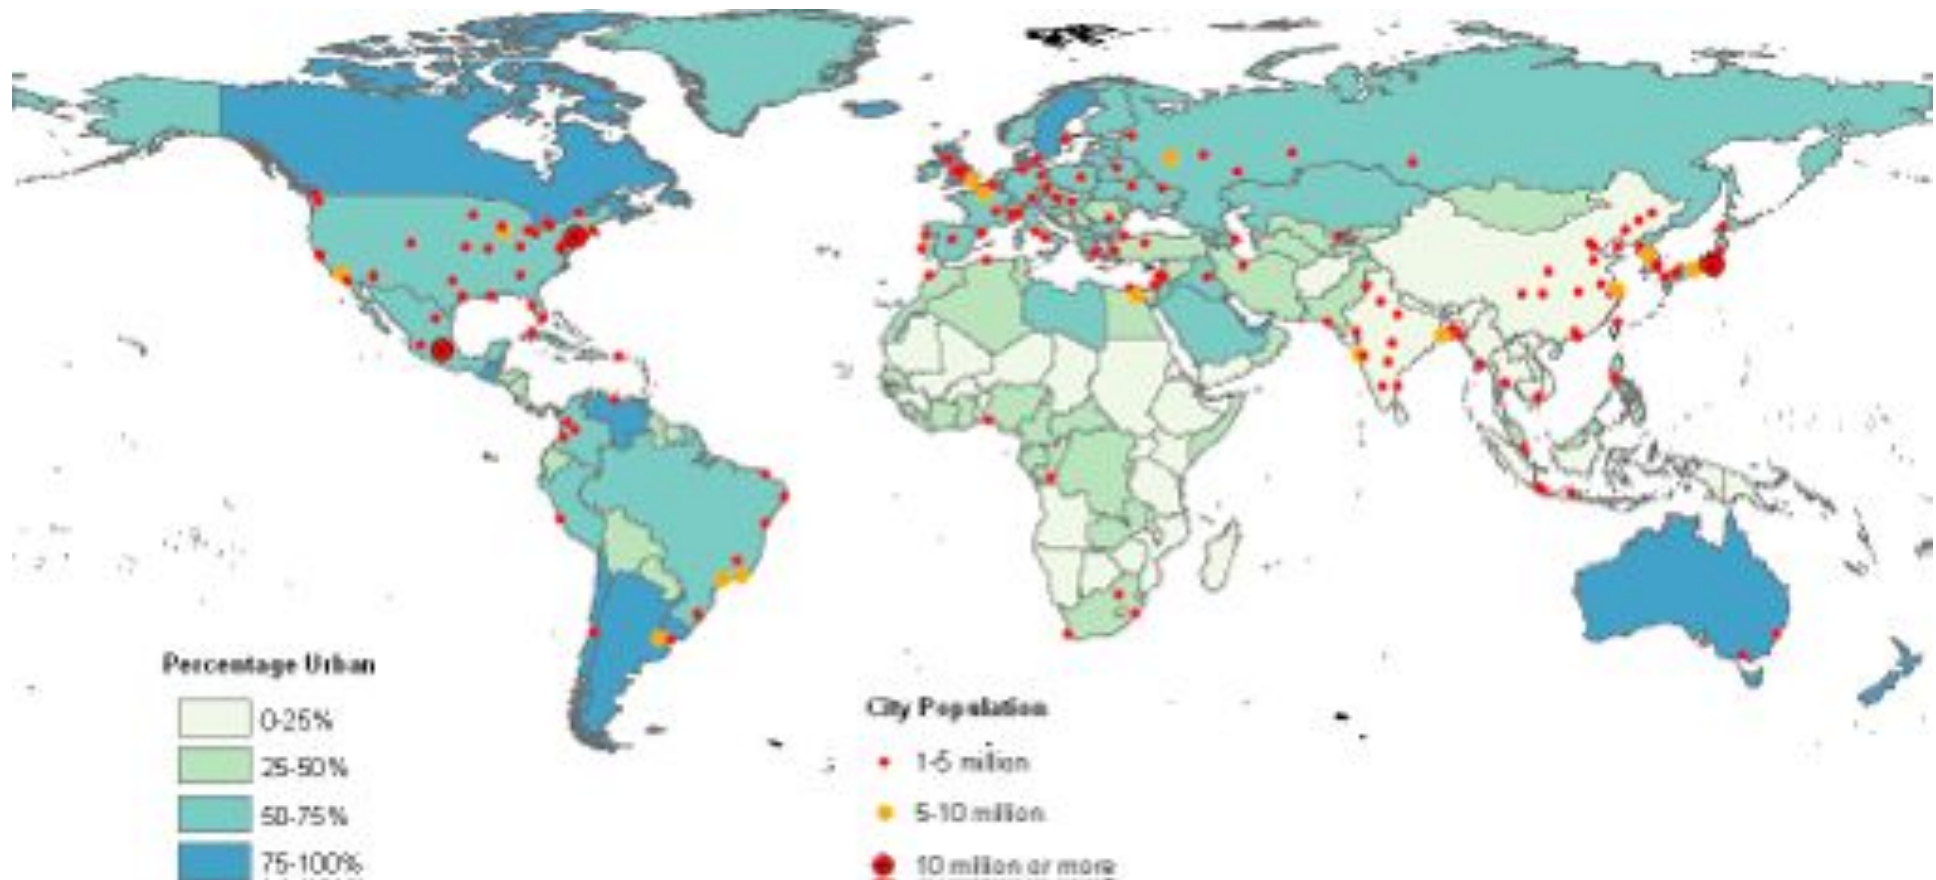 Percentage Urban
0-25%
25-50%
50-75%
75-100%
City Population
1-5 million
5-10 million
10 million or more